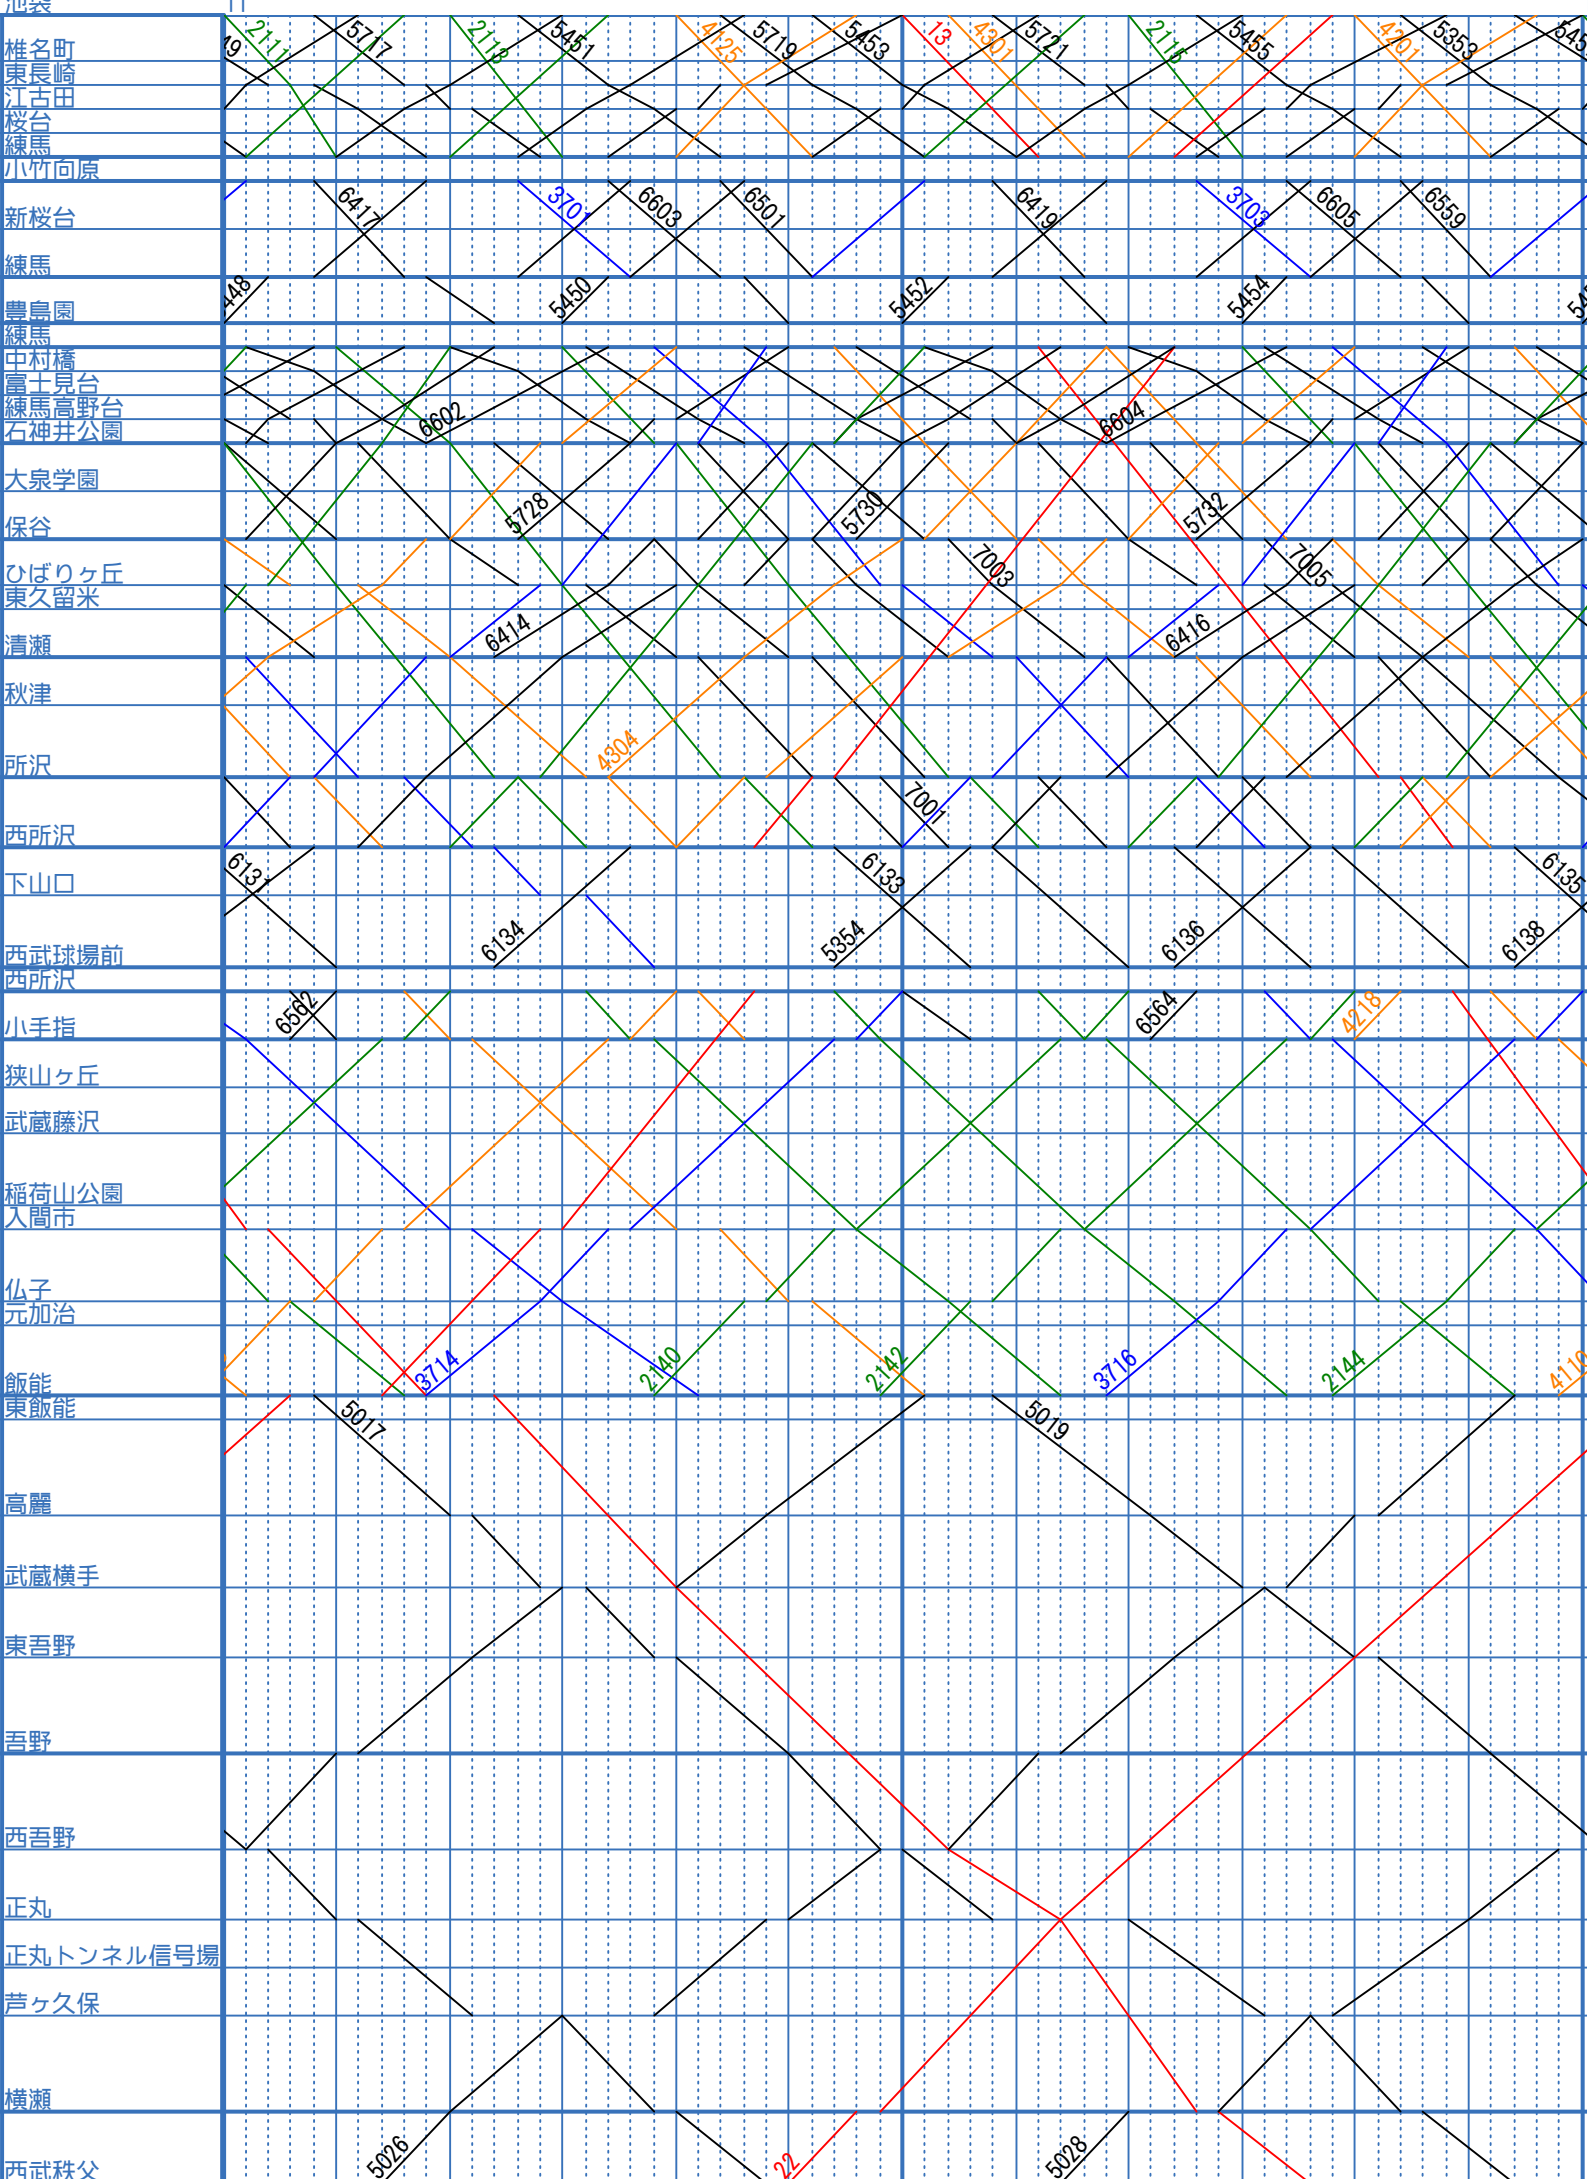 池袋 11
椎名町 49 2111 5717 2113 5451 4125 5719 5453 13 4301 5721 2115 5455 4201 5353
東長崎
江古田
桜台
練馬
小竹向原
新桜台 6417 3701 6603 6501 6419 3703 6605 6559
練馬
豊島園 448 5450 5452 5454
練馬
中村橋
富士見台
練馬高野台
石神井公園 6602 6604
大泉学園
保谷 5728 5730 5732
ひばりヶ丘 7003 7005
東久留米
清瀬 6414 6416
秋津
所沢 4304
西所沢 7001
下山口 6131 6133 6135
西武球場前 6134 5354 6136 6138
西所沢
小手指 6562 6564 4218
狭山ヶ丘
武蔵藤沢
稲荷山公園
入間市
仏子
元加治
飯能 3714 2140 2142 3716 2144 4110
東飯能 5017 5019
高麗
武蔵横手
東吾野
吾野
西吾野
正丸
正丸トンネル信号場
芦ヶ久保
横瀬
西武秩父 5026 22 5028